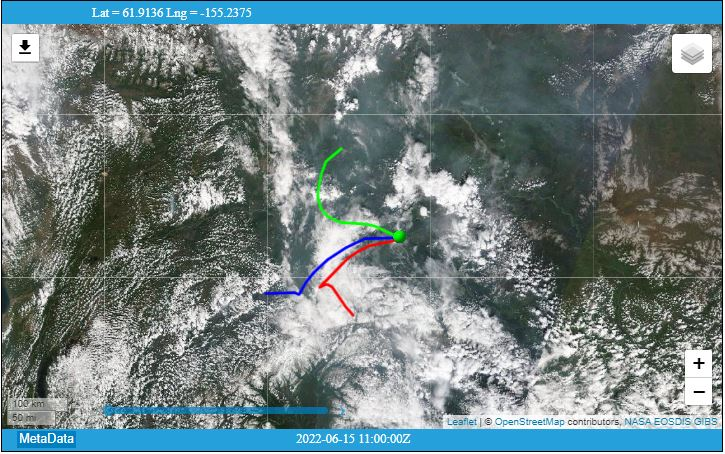 Lat = 61.9136 Lng = -155.2375
+
−
100 km
50 mi
Leaflet | © OpenStreetMap contributors, NASA EOSDIS GIBS
MetaData
2022-06-15 11:00:00Z